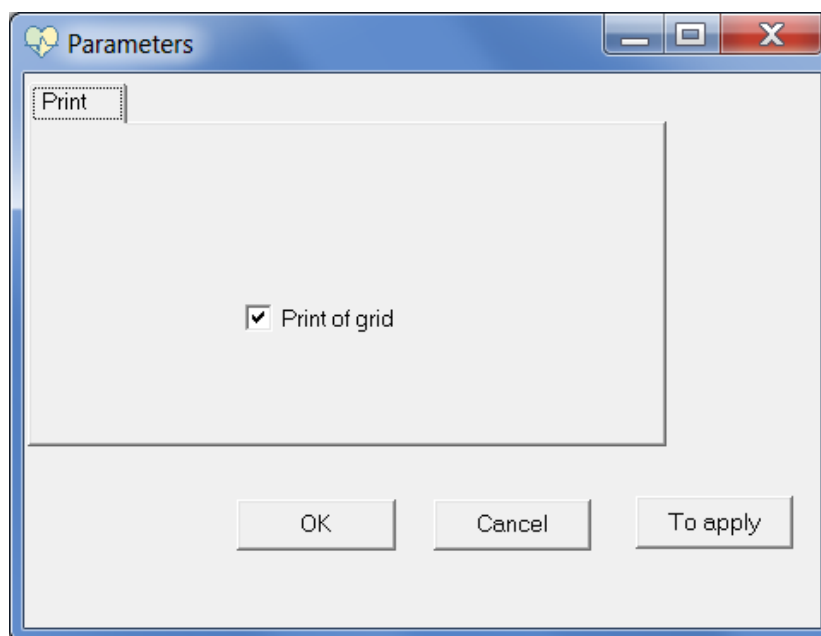 Parameters
Print
Print of grid
OK
Cancel
To apply